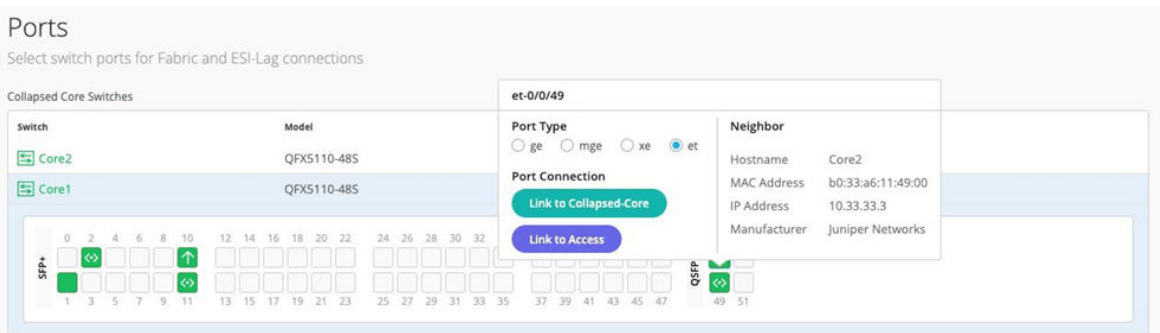 Ports
Select switch ports for Fabric and ESI-Lag connections
Collapsed Core Switches
Switch Model
Core2 QFX5110-48S
Core1 QFX5110-48S
et-0/0/49
Port Type
ge mge xe et
Port Connection
Link to Collapsed-Core
Link to Access
Neighbor
Hostname Core2
MAC Address b0:33:a6:11:49:00
IP Address 10.33.33.3
Manufacturer Juniper Networks
0 2 4 6 8 10 12 14 16 18 20 22 24 26 28 30 32
SFP+
QSFP
1 3 5 7 9 11 13 15 17 19 21 23 25 27 29 31 33 35 37 39 41 43 45 47 49 51